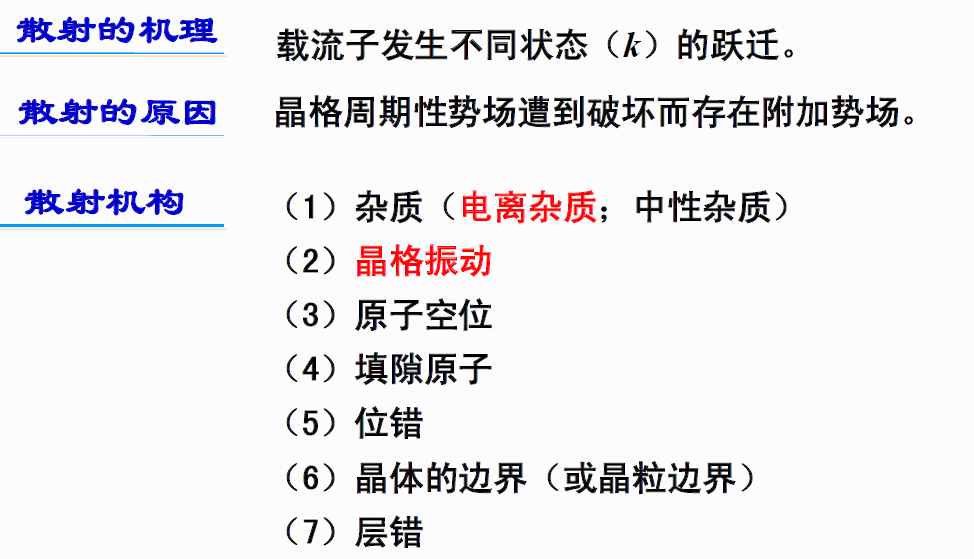 散射的机理
载流子发生不同状态（k）的跃迁。
散射的原因
晶格周期性势场遭到破坏而存在附加势场。
散射机构
（1）杂质（电离杂质；中性杂质）
（2）晶格振动
（3）原子空位
（4）填隙原子
（5）位错
（6）晶体的边界（或晶粒边界）
（7）层错